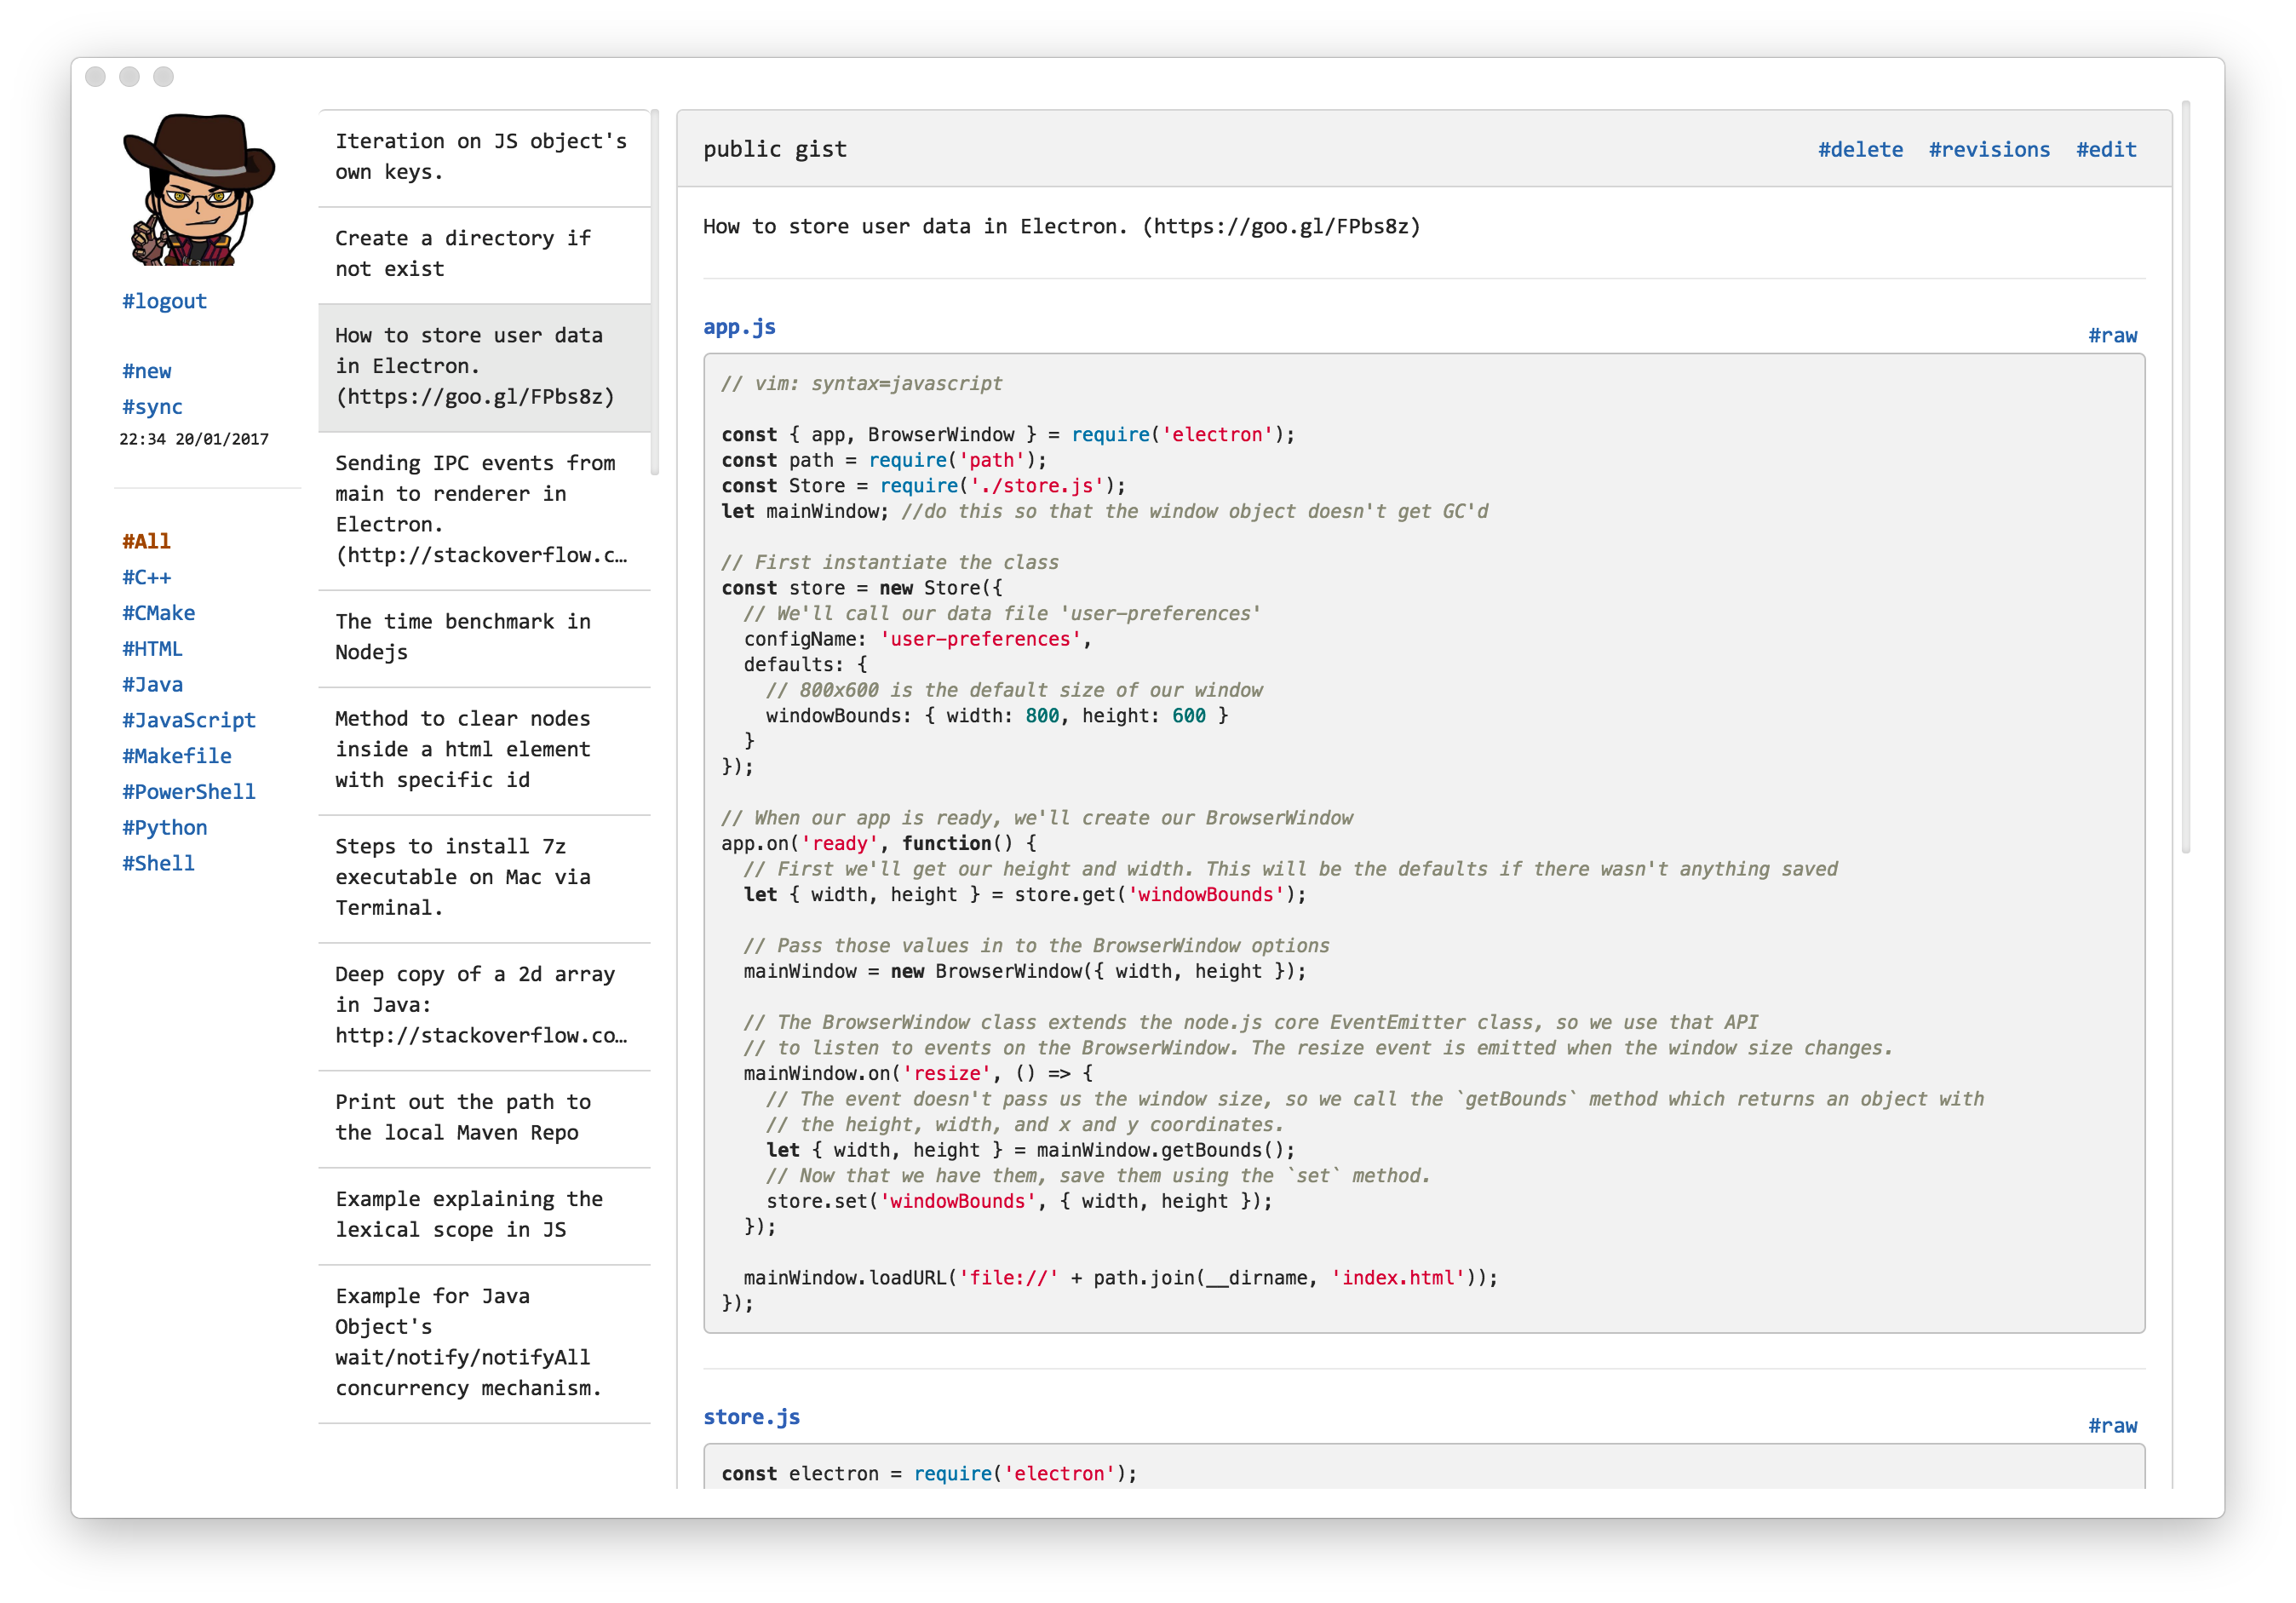 #logout
#new
#sync
22:34 20/01/2017
#All
#C++
#CMake
#HTML
#Java
#JavaScript
#Makefile
#PowerShell
#Python
#Shell
Iteration on JS object's
own keys.
Create a directory if
not exist
How to store user data
in Electron.
(https://goo.gl/FPbs8z)
Sending IPC events from
main to renderer in
Electron.
(http://stackoverflow.c…
The time benchmark in
Nodejs
Method to clear nodes
inside a html element
with specific id
Steps to install 7z
executable on Mac via
Terminal.
Deep copy of a 2d array
in Java:
http://stackoverflow.co…
Print out the path to
the local Maven Repo
Example explaining the
lexical scope in JS
Example for Java
Object's
wait/notify/notifyAll
concurrency mechanism.
public gist #delete #revisions #edit
How to store user data in Electron. (https://goo.gl/FPbs8z)
app.js #raw
// vim: syntax=javascript
const { app, BrowserWindow } = require('electron');
const path = require('path');
const Store = require('./store.js');
let mainWindow; //do this so that the window object doesn't get GC'd
// First instantiate the class
const store = new Store({
  // We'll call our data file 'user-preferences'
  configName: 'user-preferences',
  defaults: {
    // 800x600 is the default size of our window
    windowBounds: { width: 800, height: 600 }
  }
});
// When our app is ready, we'll create our BrowserWindow
app.on('ready', function() {
  // First we'll get our height and width. This will be the defaults if there wasn't anything saved
  let { width, height } = store.get('windowBounds');
  // Pass those values in to the BrowserWindow options
  mainWindow = new BrowserWindow({ width, height });
  // The BrowserWindow class extends the node.js core EventEmitter class, so we use that API
  // to listen to events on the BrowserWindow. The resize event is emitted when the window size changes.
  mainWindow.on('resize', () => {
    // The event doesn't pass us the window size, so we call the `getBounds` method which returns an object with
    // the height, width, and x and y coordinates.
    let { width, height } = mainWindow.getBounds();
    // Now that we have them, save them using the `set` method.
    store.set('windowBounds', { width, height });
  });
  mainWindow.loadURL('file://' + path.join(__dirname, 'index.html'));
});
store.js #raw
const electron = require('electron');